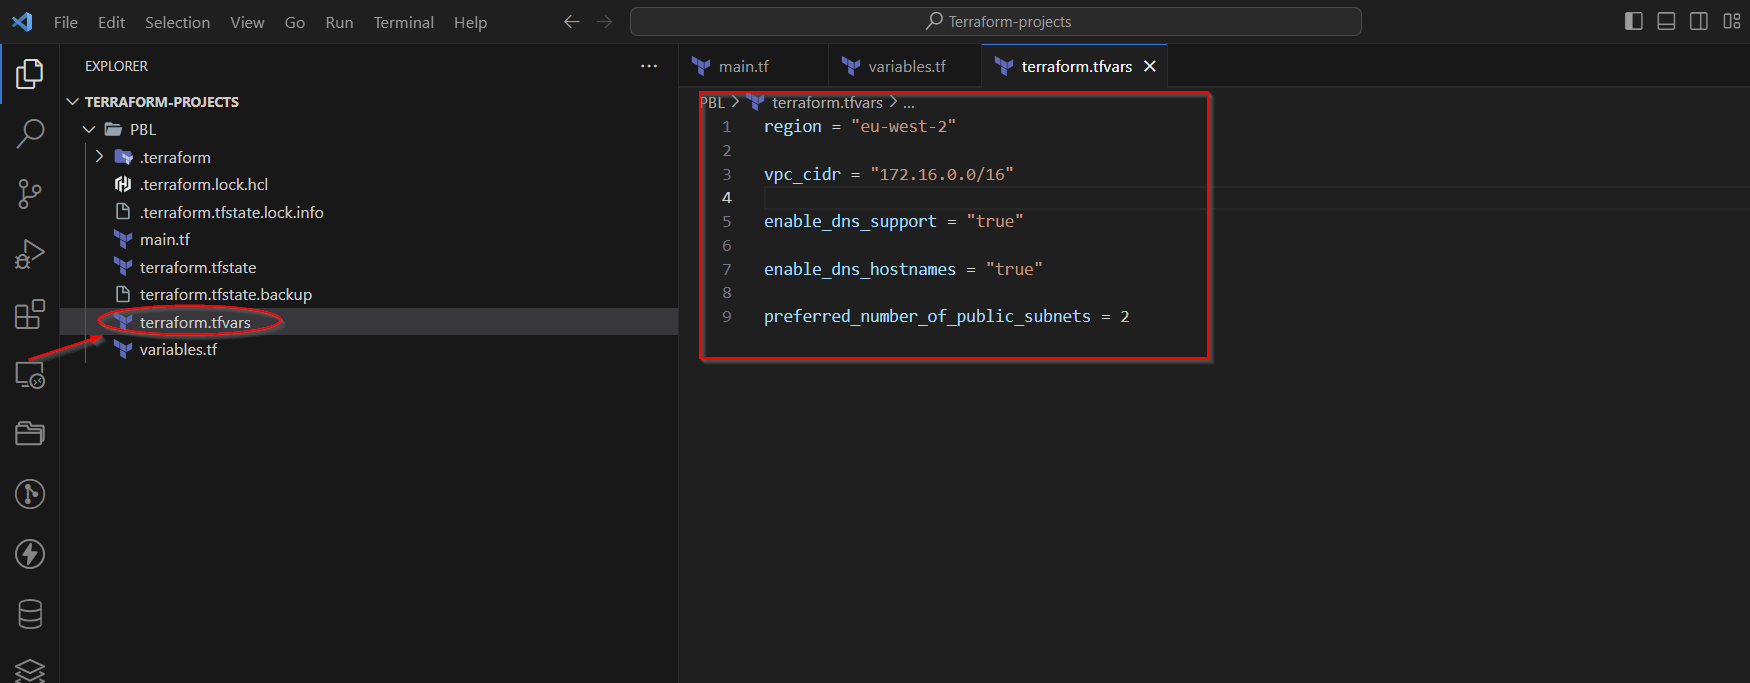 File Edit Selection View Go Run Terminal Help
Terraform-projects
EXPLORER
TERRAFORM-PROJECTS
PBL
.terraform
.terraform.lock.hcl
.terraform.tfstate.lock.info
main.tf
terraform.tfstate
terraform.tfstate.backup
terraform.tfvars
variables.tf
main.tf variables.tf terraform.tfvars
PBL > terraform.tfvars > ...
1 region = "eu-west-2"
2
3 vpc_cidr = "172.16.0.0/16"
4
5 enable_dns_support = "true"
6
7 enable_dns_hostnames = "true"
8
9 preferred_number_of_public_subnets = 2